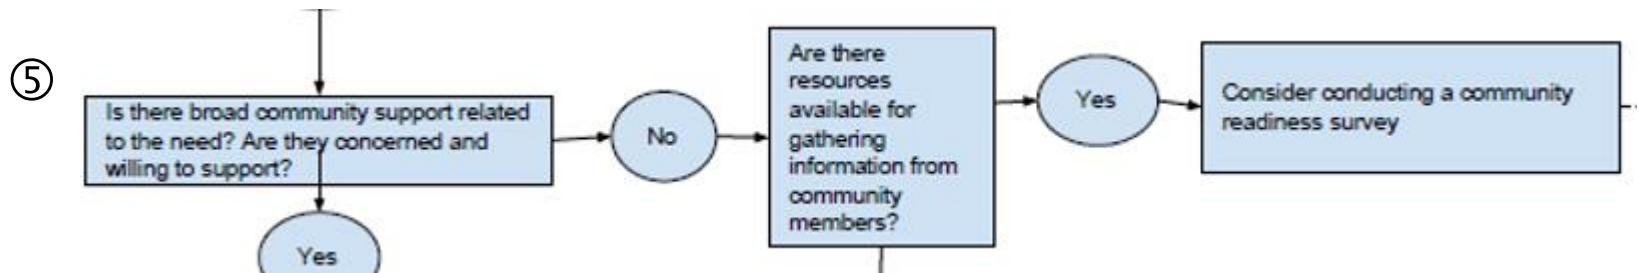 ⑤
Is there broad community support related
to the need? Are they concerned and
willing to support?
No
Are there
resources
available for
gathering
information from
community
members?
Yes
Consider conducting a community
readiness survey
Yes